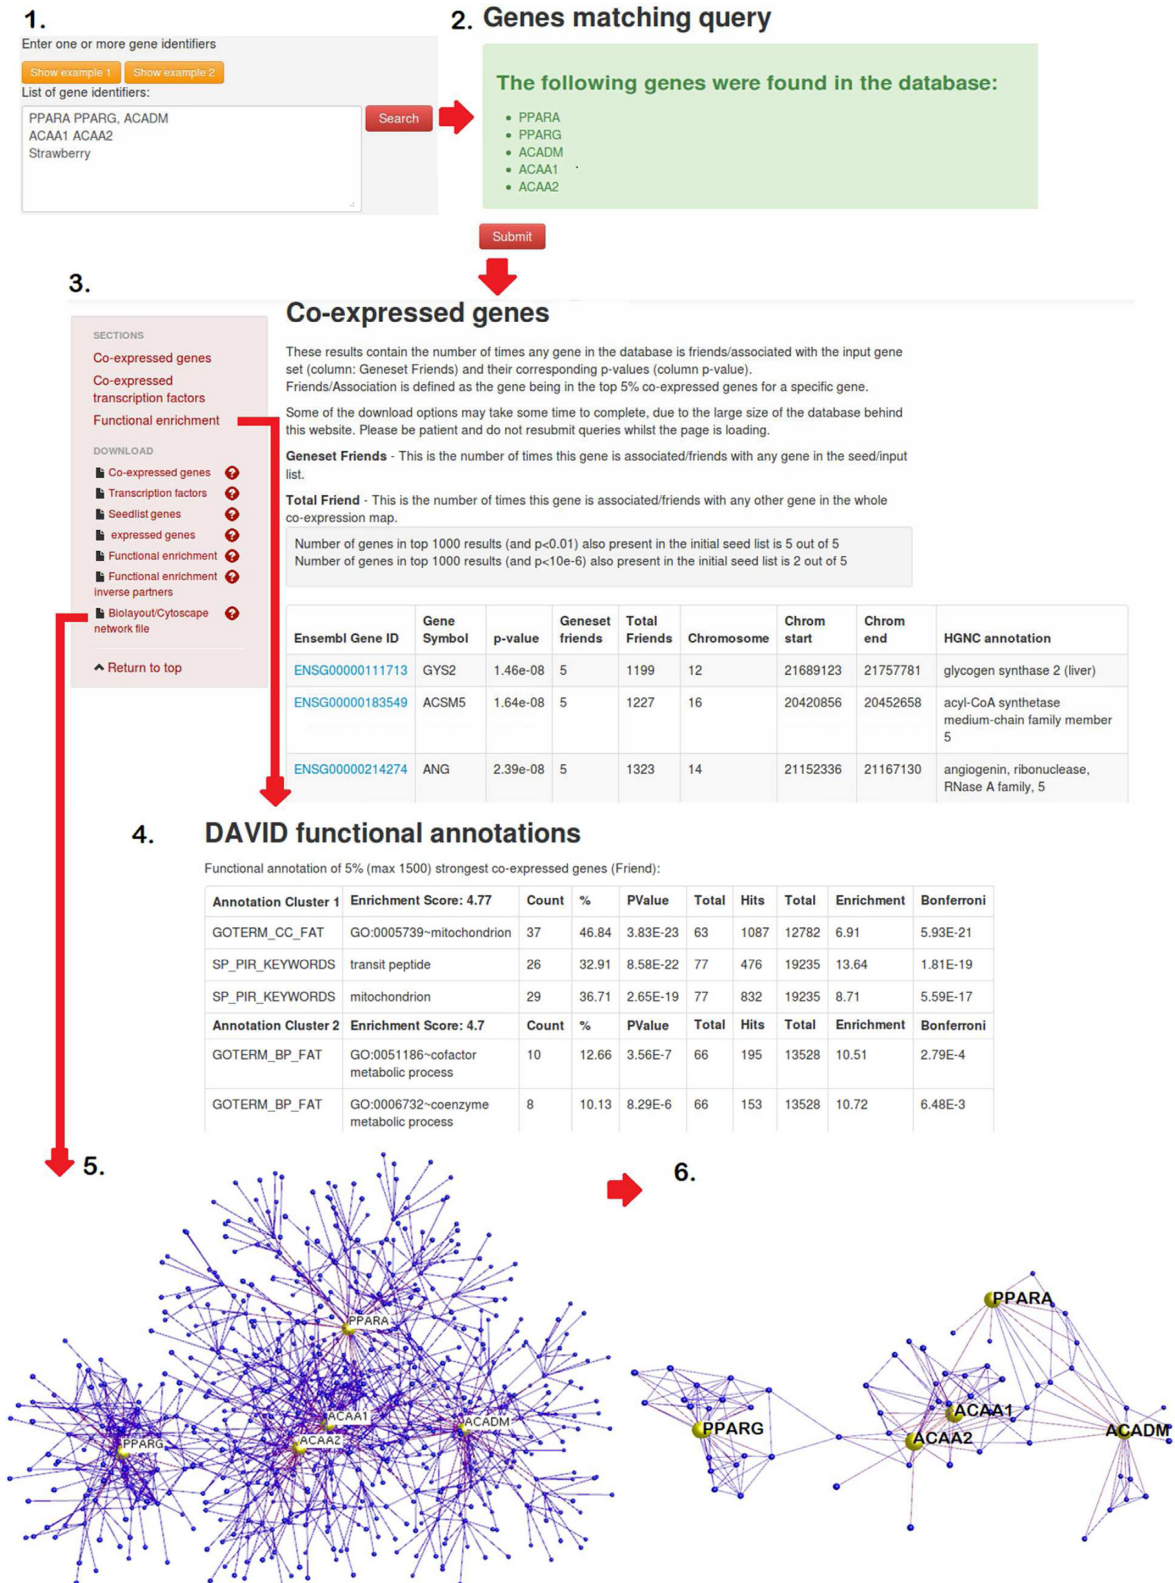 1.
Enter one or more gene identifiers
Show example 1 Show example 2
List of gene identifiers:
PPARA PPARG, ACADM
ACAA1 ACAA2
Strawberry
Search
2. Genes matching query
The following genes were found in the database:
• PPARA
• PPARG
• ACADM
• ACAA1
• ACAA2
Submit
3.
SECTIONS
Co-expressed genes
Co-expressed
transcription factors
Functional enrichment
DOWNLOAD
Co-expressed genes ?
Transcription factors ?
Seedlist genes ?
expressed genes ?
Functional enrichment ?
Functional enrichment ?
inverse partners
Biolayout/Cytoscape ?
network file
Return to top
Co-expressed genes
These results contain the number of times any gene in the database is friends/associated with the input gene
set (column: Geneset Friends) and their corresponding p-values (column p-value).
Friends/Association is defined as the gene being in the top 5% co-expressed genes for a specific gene.
Some of the download options may take some time to complete, due to the large size of the database behind
this website. Please be patient and do not resubmit queries whilst the page is loading.
Geneset Friends - This is the number of times this gene is associated/friends with any gene in the seed/input
list.
Total Friend - This is the number of times this gene is associated/friends with any other gene in the whole
co-expression map.
Number of genes in top 1000 results (and p<0.01) also present in the initial seed list is 5 out of 5
Number of genes in top 1000 results (and p<10e-6) also present in the initial seed list is 2 out of 5
Ensembl Gene ID Gene Symbol p-value Geneset friends Total Friends Chromosome Chrom start Chrom end HGNC annotation
ENSG00000111713 GYS2 1.46e-08 5 1199 12 21689123 21757781 glycogen synthase 2 (liver)
ENSG00000183549 ACSM5 1.64e-08 5 1227 16 20420856 20452658 acyl-CoA synthetase
medium-chain family member
5
ENSG00000214274 ANG 2.39e-08 5 1323 14 21152336 21167130 angiogenin, ribonuclease,
RNase A family, 5
4. DAVID functional annotations
Functional annotation of 5% (max 1500) strongest co-expressed genes (Friend):
Annotation Cluster 1 Enrichment Score: 4.77 Count % PValue Total Hits Total Enrichment Bonferroni
GOTERM_CC_FAT GO:0005739~mitochondrion 37 46.84 3.83E-23 63 1087 12782 6.91 5.93E-21
SP_PIR_KEYWORDS transit peptide 26 32.91 8.58E-22 77 476 19235 13.64 1.81E-19
SP_PIR_KEYWORDS mitochondrion 29 36.71 2.65E-19 77 832 19235 8.71 5.59E-17
Annotation Cluster 2 Enrichment Score: 4.7 Count % PValue Total Hits Total Enrichment Bonferroni
GOTERM_BP_FAT GO:0051186~cofactor 10 12.66 3.56E-7 66 195 13528 10.51 2.79E-4
metabolic process
GOTERM_BP_FAT GO:0006732~coenzyme 8 10.13 8.29E-6 66 153 13528 10.72 6.48E-3
metabolic process
5.
PPARA
ACAA1
ACADM
ACAA2
PPARG
6.
PPARA
ACAA1
PPARG
ACAA2
ACADM